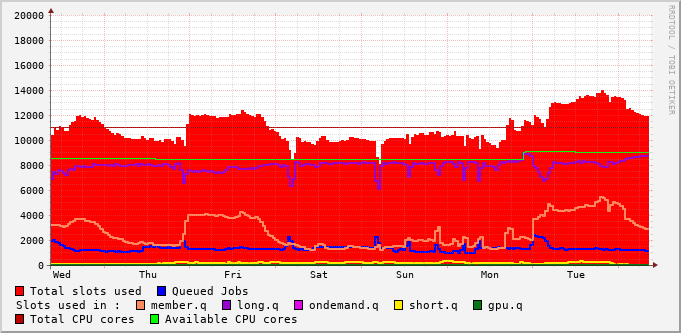 20000
18000
16000
14000
12000
10000
8000
6000
4000
2000
0
Wed Thu Fri Sat Sun Mon Tue
RRDTOOL / TOBI OETIKER
Total slots used Queued Jobs
Slots used in : member.q long.q ondemand.q short.q gpu.q
Total CPU cores Available CPU cores